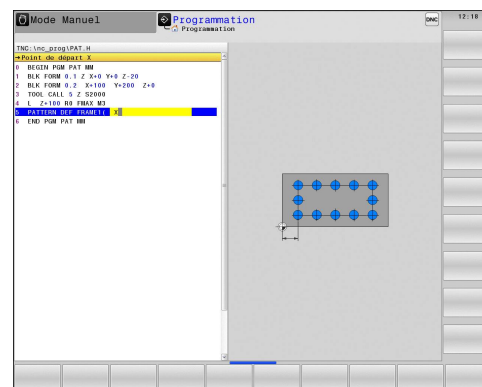 Mode Manuel
Programmation
Programmation
DNC
12:18
TNC:\nc_prog\PAT.H
→Point de départ X
0 BEGIN PGM PAT MM
1 BLK FORM 0.1 Z X+0 Y+0 Z-20
2 BLK FORM 0.2 X+100 Y+200 Z+0
3 TOOL CALL 5 Z S2000
4 L Z+100 R0 FMAX M3
5 PATTERN DEF FRAME1( X
6 END PGM PAT MM